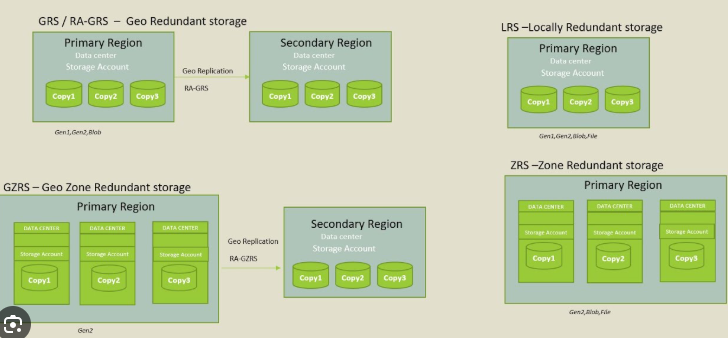 GRS / RA-GRS – Geo Redundant storage
Primary Region
Data center
Storage Account
Copy1 Copy2 Copy3
Geo Replication
RA-GRS
Secondary Region
Data center
Storage Account
Copy1 Copy2 Copy3
Gen1,Gen2,Blob
LRS –Locally Redundant storage
Primary Region
Data center
Storage Account
Copy1 Copy2 Copy3
Gen1,Gen2,Blob,File
GZRS – Geo Zone Redundant storage
Primary Region
DATA CENTER DATA CENTER DATA CENTER
Storage Account Storage Account Storage Account
Copy1 Copy2 Copy3
Geo Replication
RA-GZRS
Secondary Region
Data center
Storage Account
Copy1 Copy2 Copy3
Gen2
ZRS –Zone Redundant storage
Primary Region
DATA CENTER DATA CENTER DATA CENTER
Storage Account Storage Account Storage Account
Copy1 Copy2 Copy3
Gen2,Blob,File